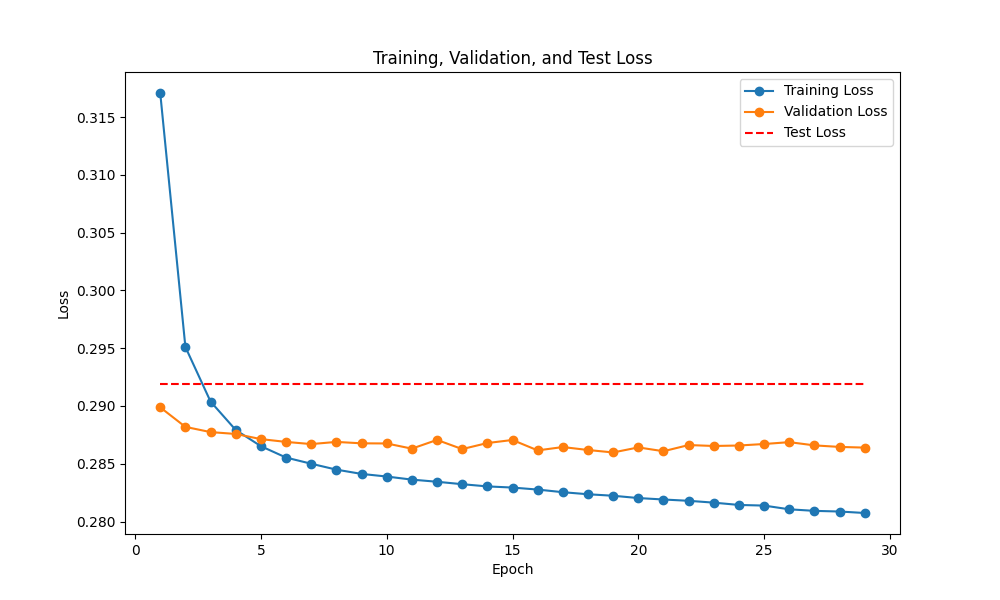 Training, Validation, and Test Loss
Training Loss
Validation Loss
Test Loss
Loss
0.315
0.310
0.305
0.300
0.295
0.290
0.285
0.280
0
5
10
15
20
25
30
Epoch